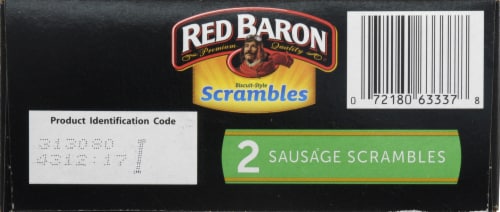 RED BARON
Premium Quality
Biscuit-Style
Scrambles
0 72180 63337 8
Product Identification Code
313080
4312:17
2 SAUSAGE SCRAMBLES